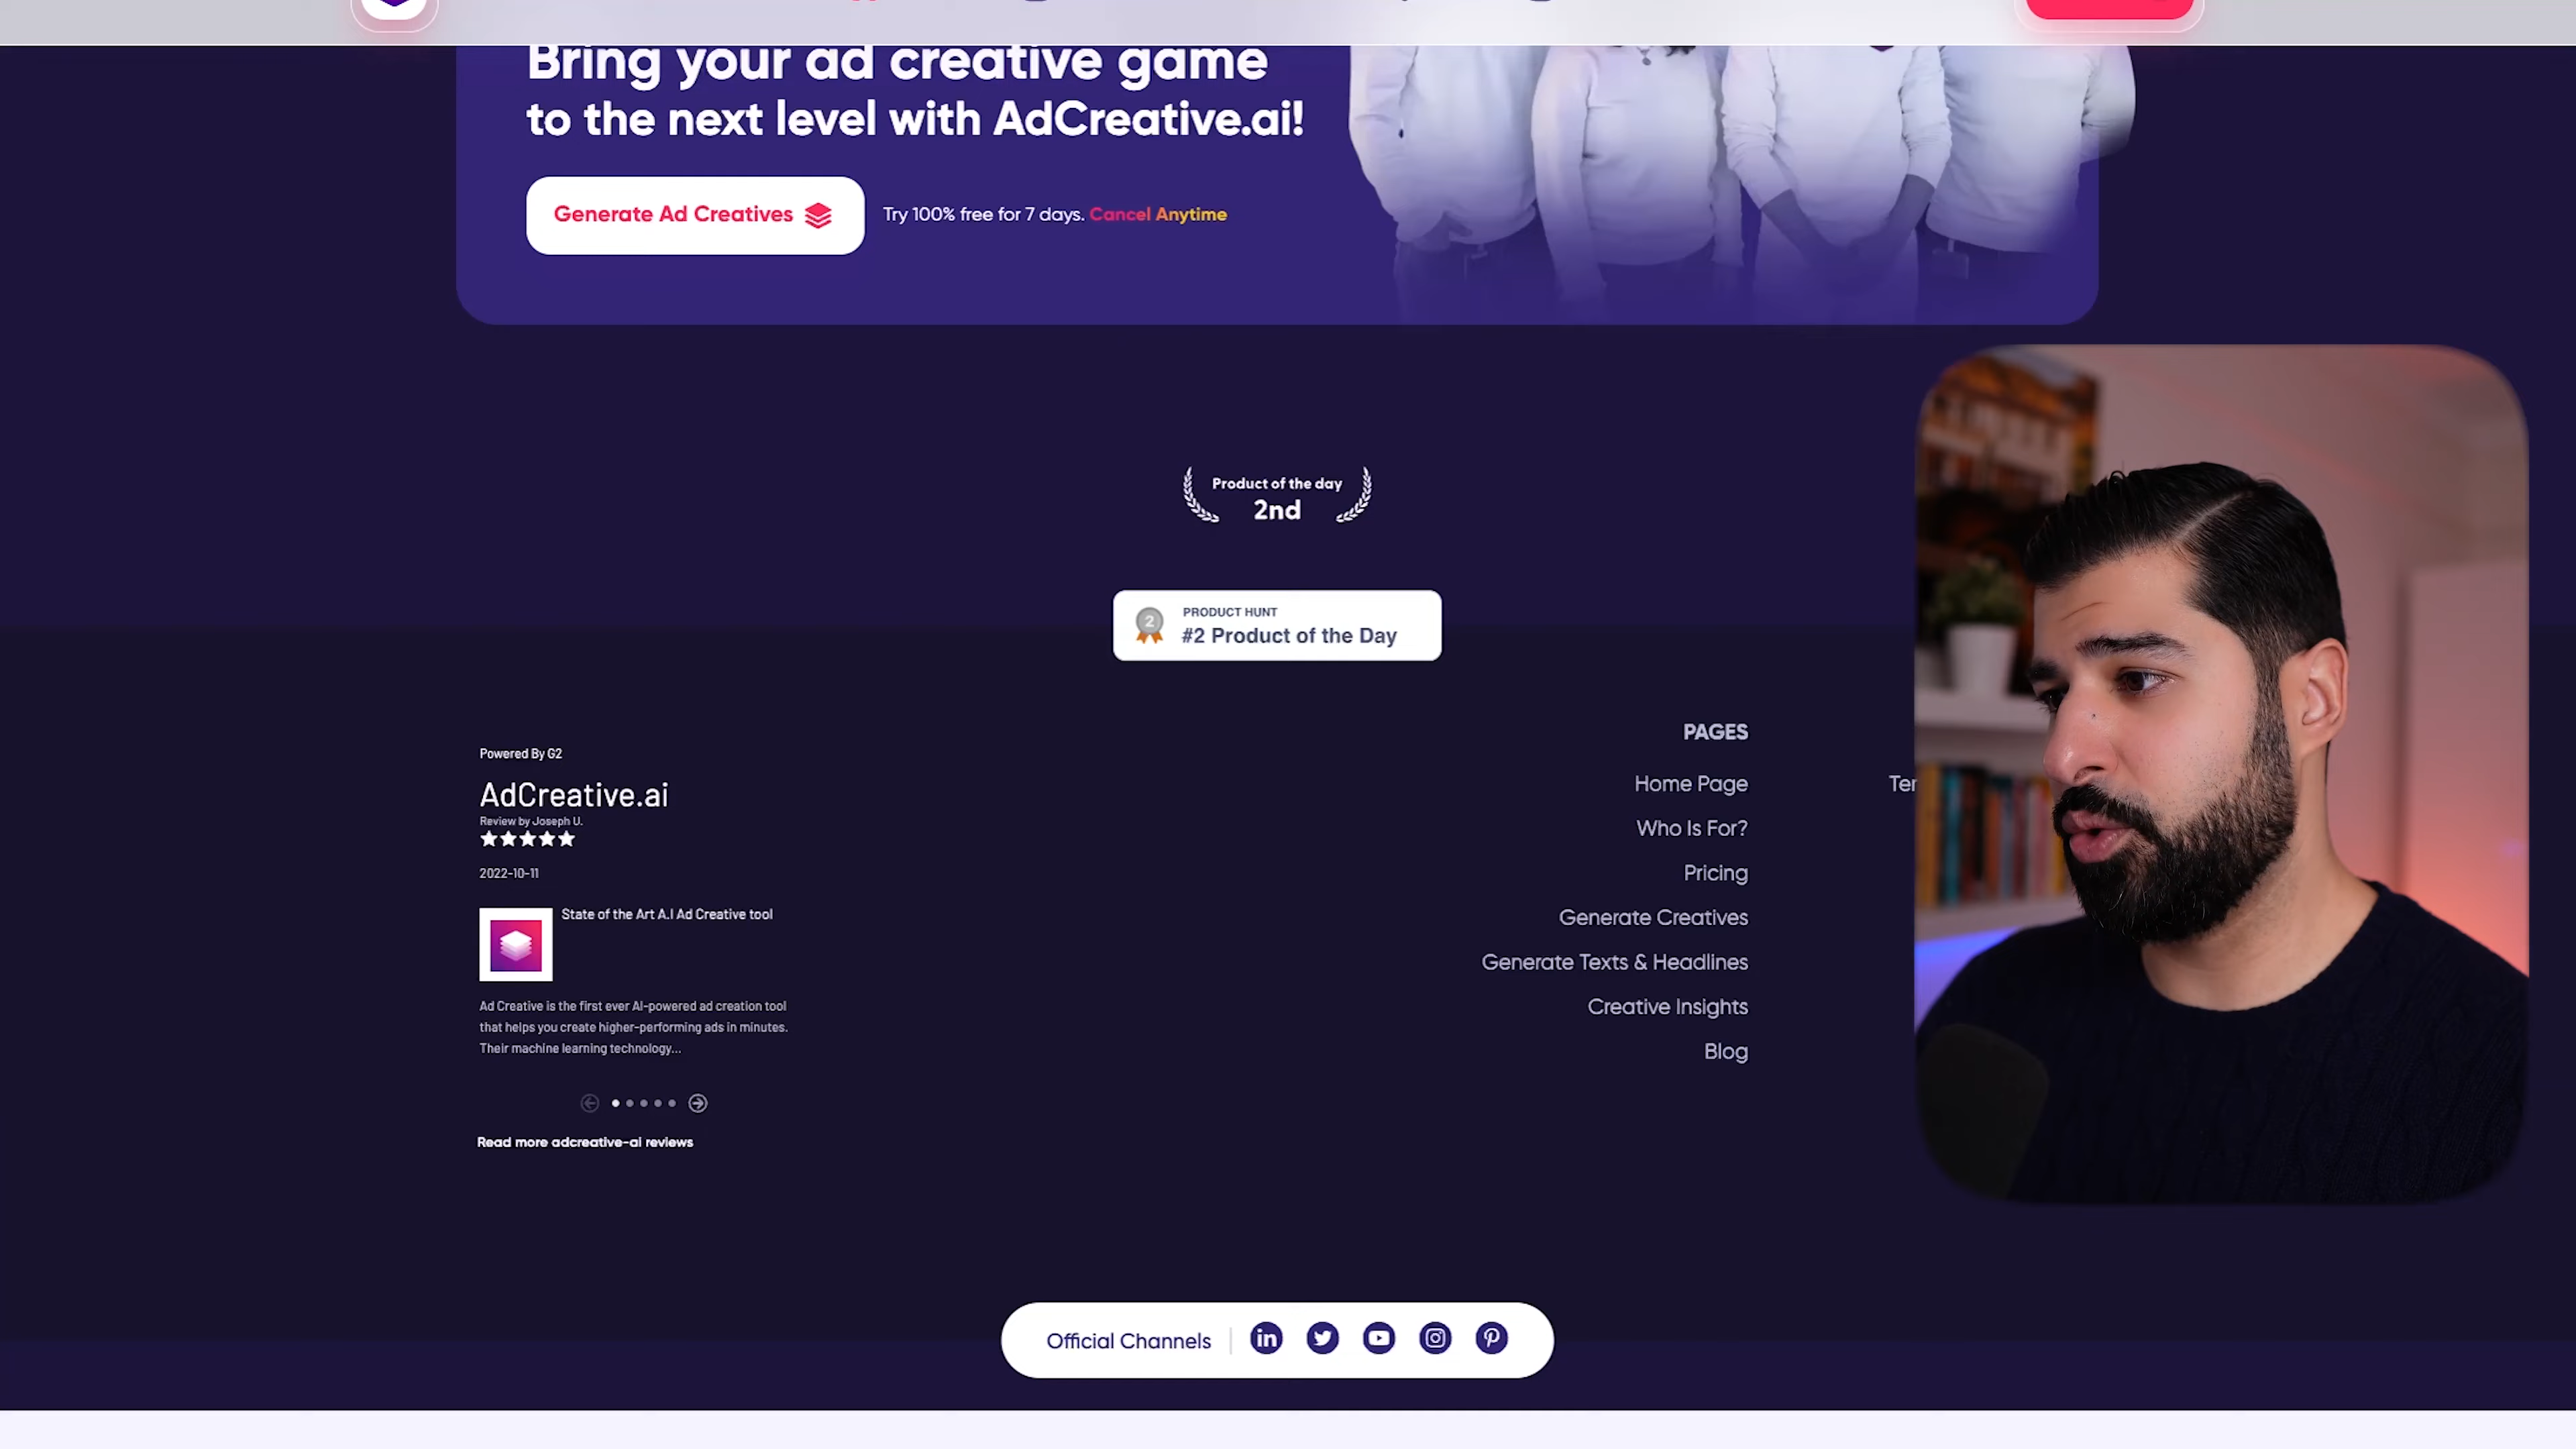 Bring your ad creative game
to the next level with AdCreative.ai!
Generate Ad Creatives
Try 100% free for 7 days. Cancel Anytime
Product of the day
2nd
2
PRODUCT HUNT
#2 Product of the Day
Powered By G2
AdCreative.ai
Review by Joseph U.
2022-10-11
State of the Art A.I Ad Creative tool
Ad Creative is the first ever AI-powered ad creation tool
that helps you create higher-performing ads in minutes.
Their machine learning technology...
Read more adcreative-ai reviews
PAGES
Home Page
Who Is For?
Pricing
Generate Creatives
Generate Texts & Headlines
Creative Insights
Blog
Ter
Official Channels